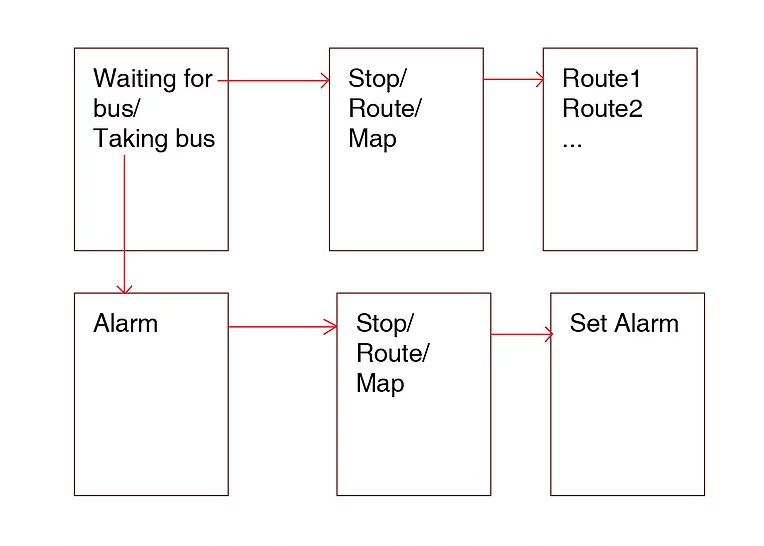 Waiting for
bus/
Taking bus
Stop/
Route/
Map
Route1
Route2
...
Alarm
Stop/
Route/
Map
Set Alarm